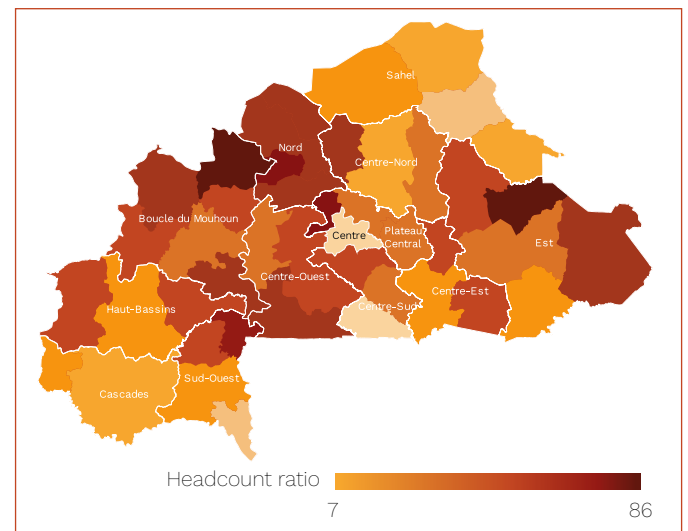 Sahel
Nord
Centre-Nord
Boucle du Mouhoun
Centre
Plateau
Central
Est
Centre-Ouest
Centre-Est
Haut-Bassins
Centre-Sud
Sud-Ouest
Cascades
Headcount ratio
7
86